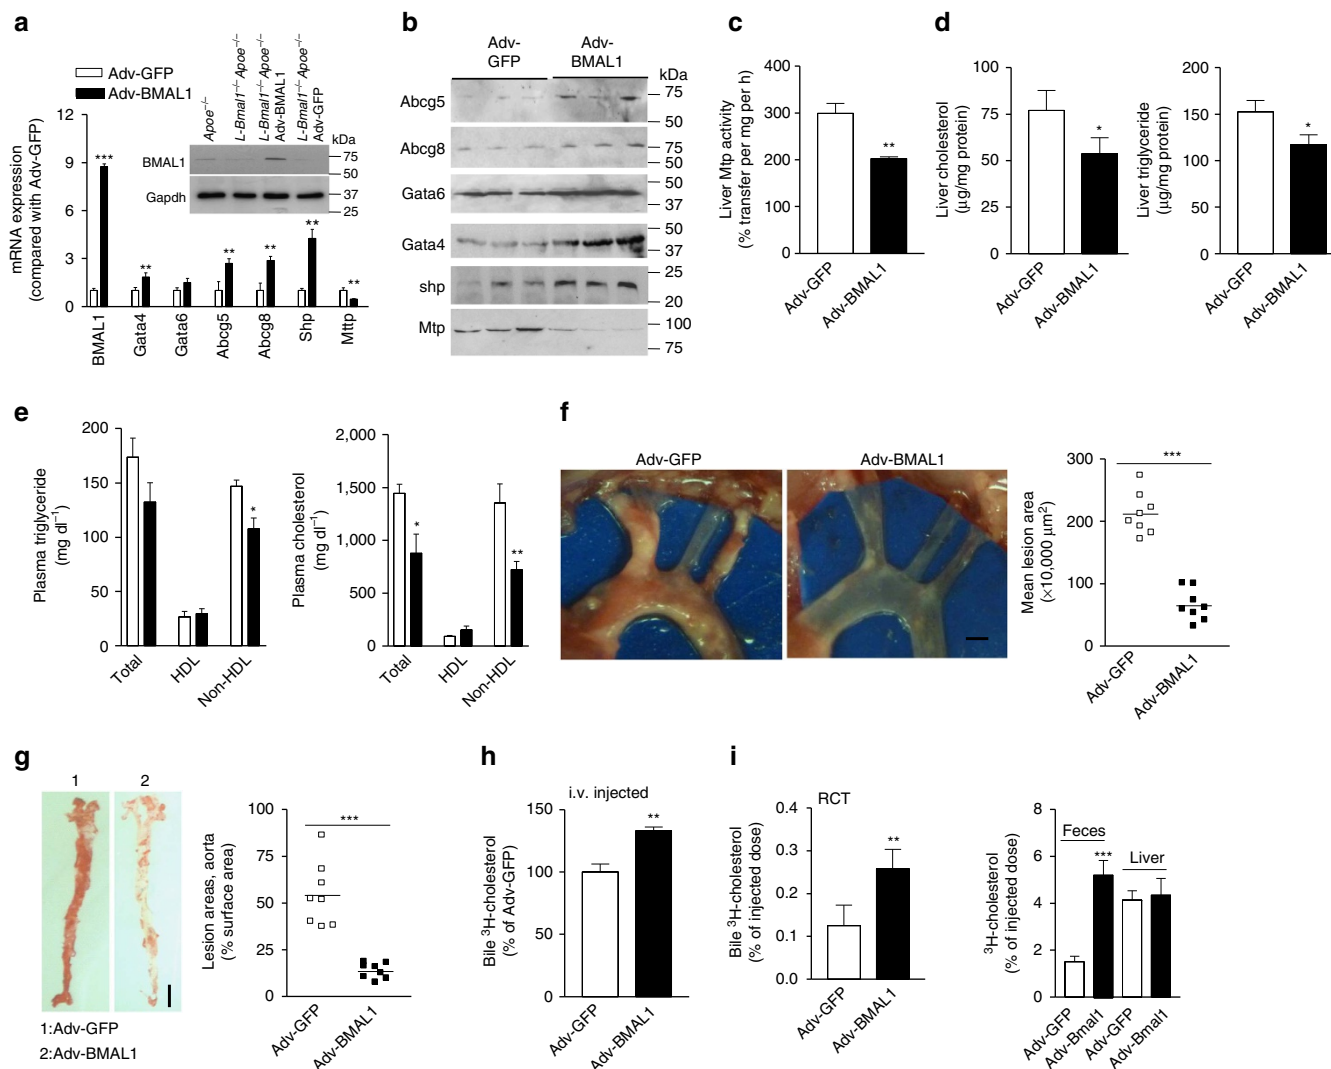 a
Adv-GFP
Adv-BMAL1
mRNA expression
(compared with Adv-GFP)
12
9
6
3
0
***
**
**
**
**
**
BMAL1
Gata4
Gata6
Abcg5
Abcg8
Shp
Mttp
Apoe–/–
L-Bmal1–/– Apoe–/–
L-Bmal1–/– Apoe–/–
Adv-BMAL1
L-Bmal1–/– Apoe–/–
Adv-GFP
kDa
BMAL1
75
50
Gapdh
37
25
b
Adv-
GFP
Adv-
BMAL1
kDa
Abcg5
75
50
Abcg8
75
50
Gata6
50
37
Gata4
50
37
shp
25
20
Mtp
100
75
c
Liver Mtp activity
(% transfer per mg per h)
400
300
200
100
0
**
Adv-GFP
Adv-BMAL1
d
Liver cholesterol
(µg/mg protein)
100
75
50
25
0
*
Adv-GFP
Adv-BMAL1
Liver triglyceride
(µg/mg protein)
200
150
100
50
0
*
Adv-GFP
Adv-BMAL1
e
Plasma triglyceride
(mg dl–1)
200
150
100
50
0
*
Total
HDL
Non-HDL
Plasma cholesterol
(mg dl–1)
2,000
1,500
1,000
500
0
*
**
Total
HDL
Non-HDL
f
Adv-GFP
Adv-BMAL1
Mean lesion area
(×10,000 µm2)
300
200
100
0
***
Adv-GFP
Adv-BMAL1
g
1
2
1:Adv-GFP
2:Adv-BMAL1
Lesion areas, aorta
(% surface area)
100
75
50
25
0
***
Adv-GFP
Adv-BMAL1
h
i.v. injected
Bile 3H-cholesterol
(% of Adv-GFP)
150
100
50
0
**
Adv-GFP
Adv-BMAL1
i
RCT
Bile 3H-cholesterol
(% of injected dose)
0.4
0.3
0.2
0.1
0.0
**
Adv-GFP
Adv-BMAL1
3H-cholesterol
(% of injected dose)
8
6
4
2
0
Feces
***
Liver
Adv-GFP
Adv-Bmal1
Adv-GFP
Adv-Bmal1